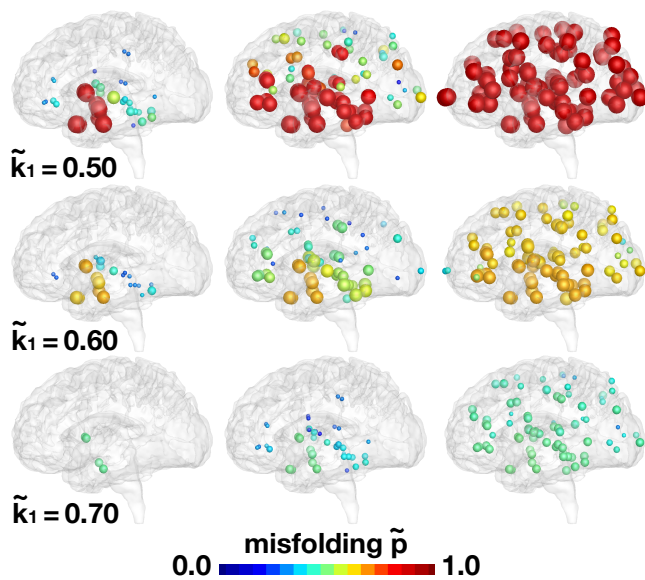 k̃₁ = 0.50
k̃₁ = 0.60
k̃₁ = 0.70
misfolding p̃
0.0 1.0